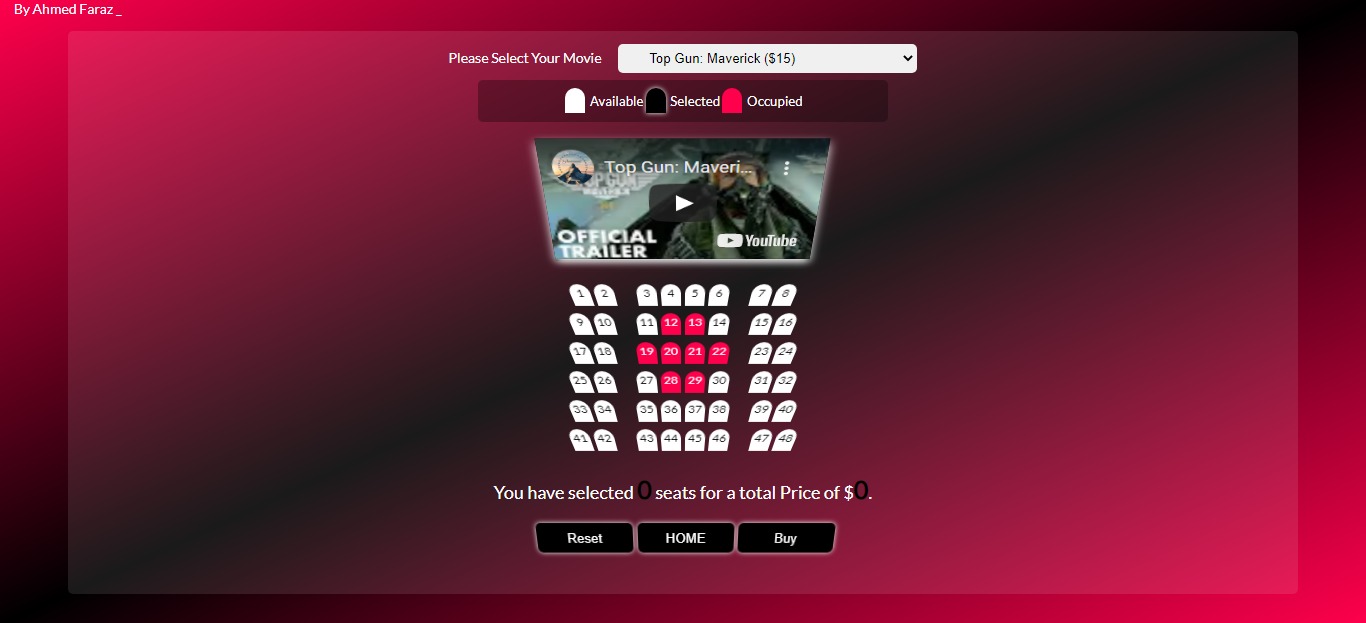 By Ahmed Faraz _
Please Select Your Movie Top Gun: Maverick ($15)
Available Selected Occupied
Top Gun: Maveri...
TOP GUN
MAVERICK
OFFICIAL
TRAILER
YouTube
1 2 3 4 5 6 7 8
9 10 11 12 13 14 15 16
17 18 19 20 21 22 23 24
25 26 27 28 29 30 31 32
33 34 35 36 37 38 39 40
41 42 43 44 45 46 47 48
You have selected 0 seats for a total Price of $0.
Reset HOME Buy